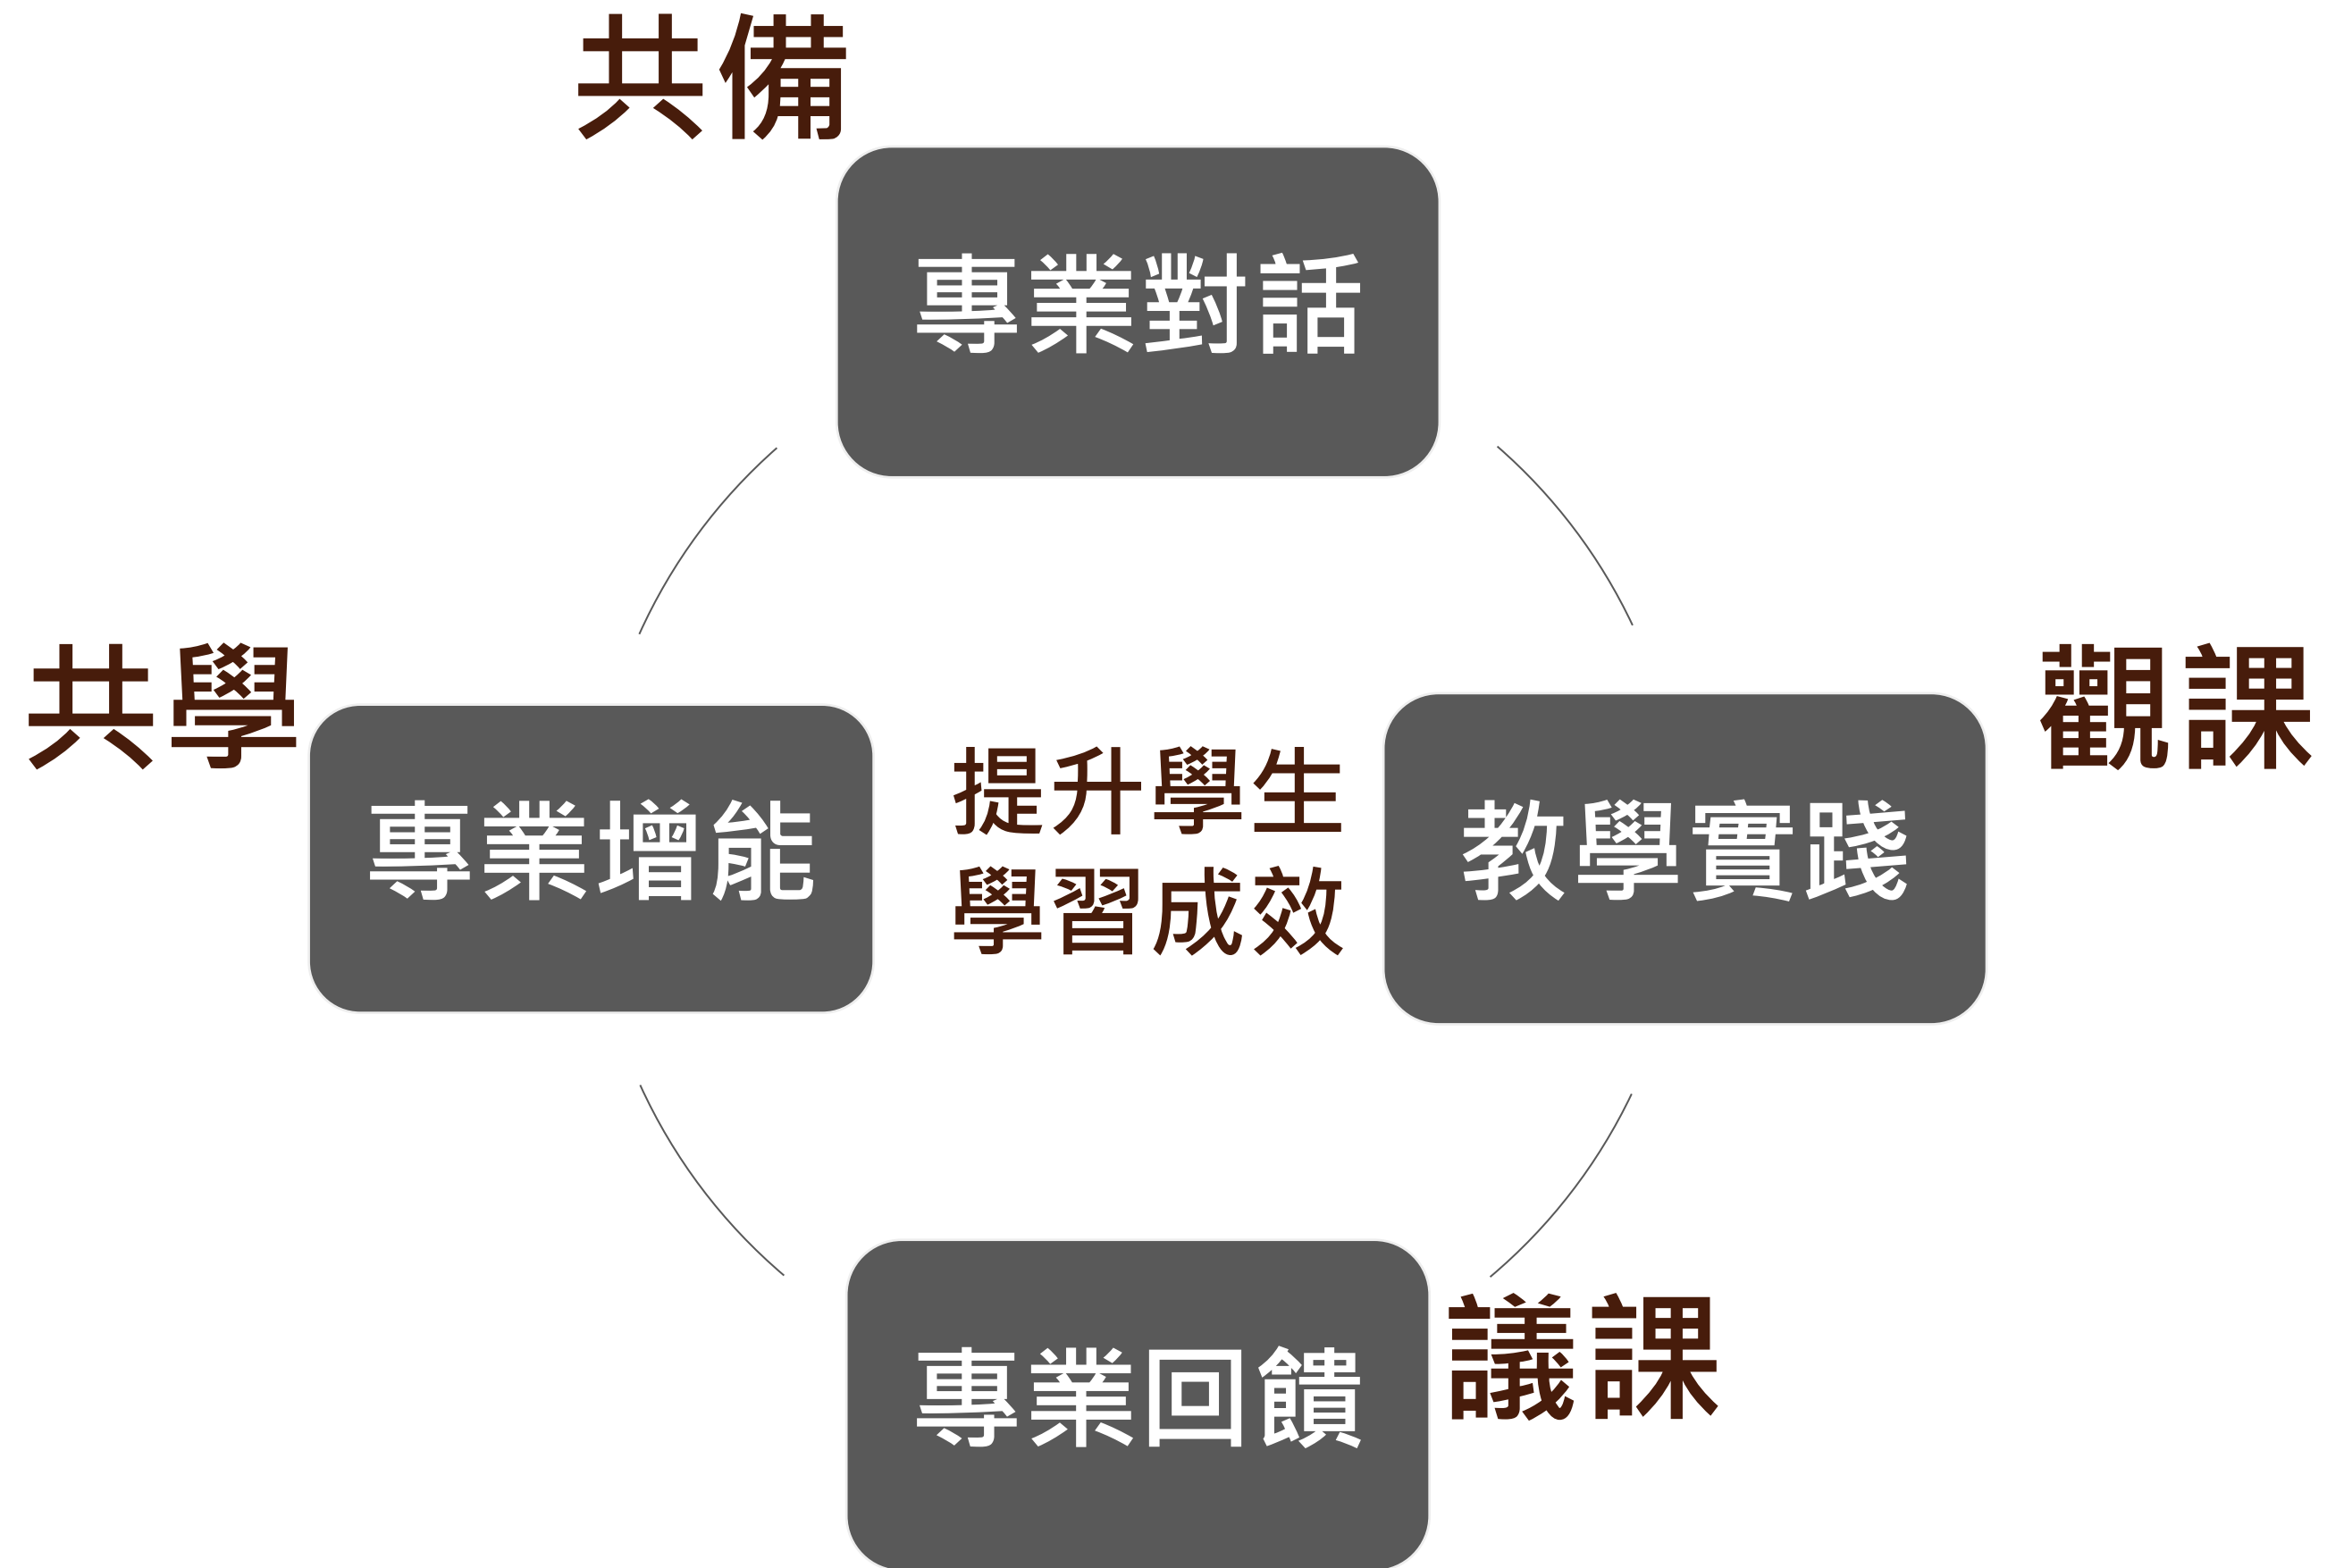 共備
專業對話
共學
觀課
專業增能
提升學生
學習成效
教學實踐
議課
專業回饋